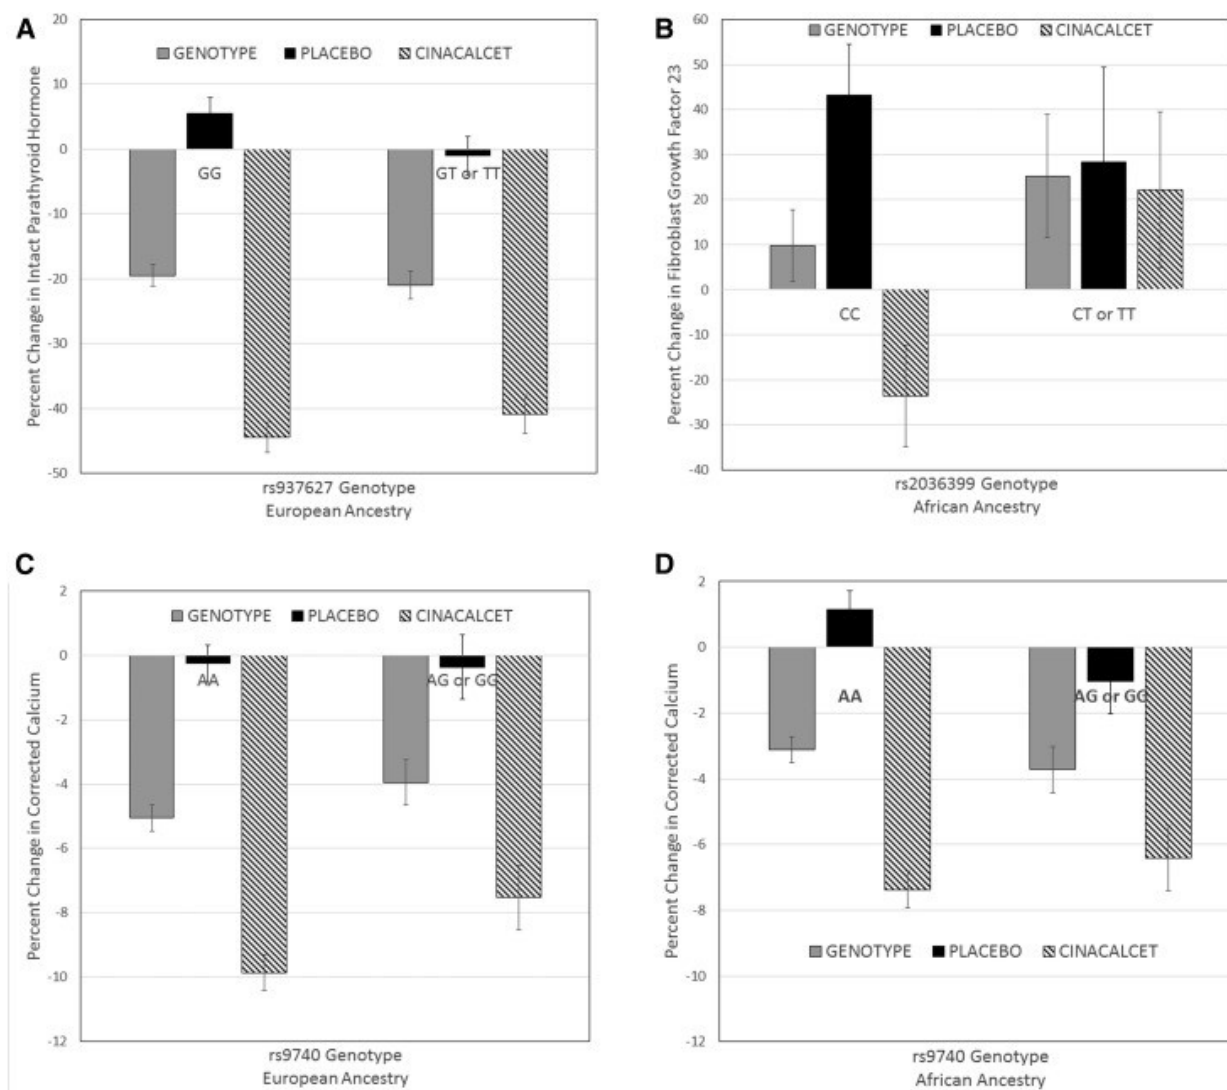 A
Percent Change in Intact Parathyroid Hormone
20
10
0
-10
-20
-30
-40
-50
GENOTYPE PLACEBO CINACALCET
GG
GT or TT
rs937627 Genotype
European Ancestry
B
Percent Change in Fibroblast Growth Factor 23
60
50
40
30
20
10
0
-10
-20
-30
-40
GENOTYPE PLACEBO CINACALCET
CC
CT or TT
rs2036399 Genotype
African Ancestry
C
Percent Change in Corrected Calcium
2
0
-2
-4
-6
-8
-10
-12
GENOTYPE PLACEBO CINACALCET
AA
AG or GG
rs9740 Genotype
European Ancestry
D
Percent Change in Corrected Calcium
2
0
-2
-4
-6
-8
-10
-12
AA
AG or GG
GENOTYPE PLACEBO CINACALCET
rs9740 Genotype
African Ancestry